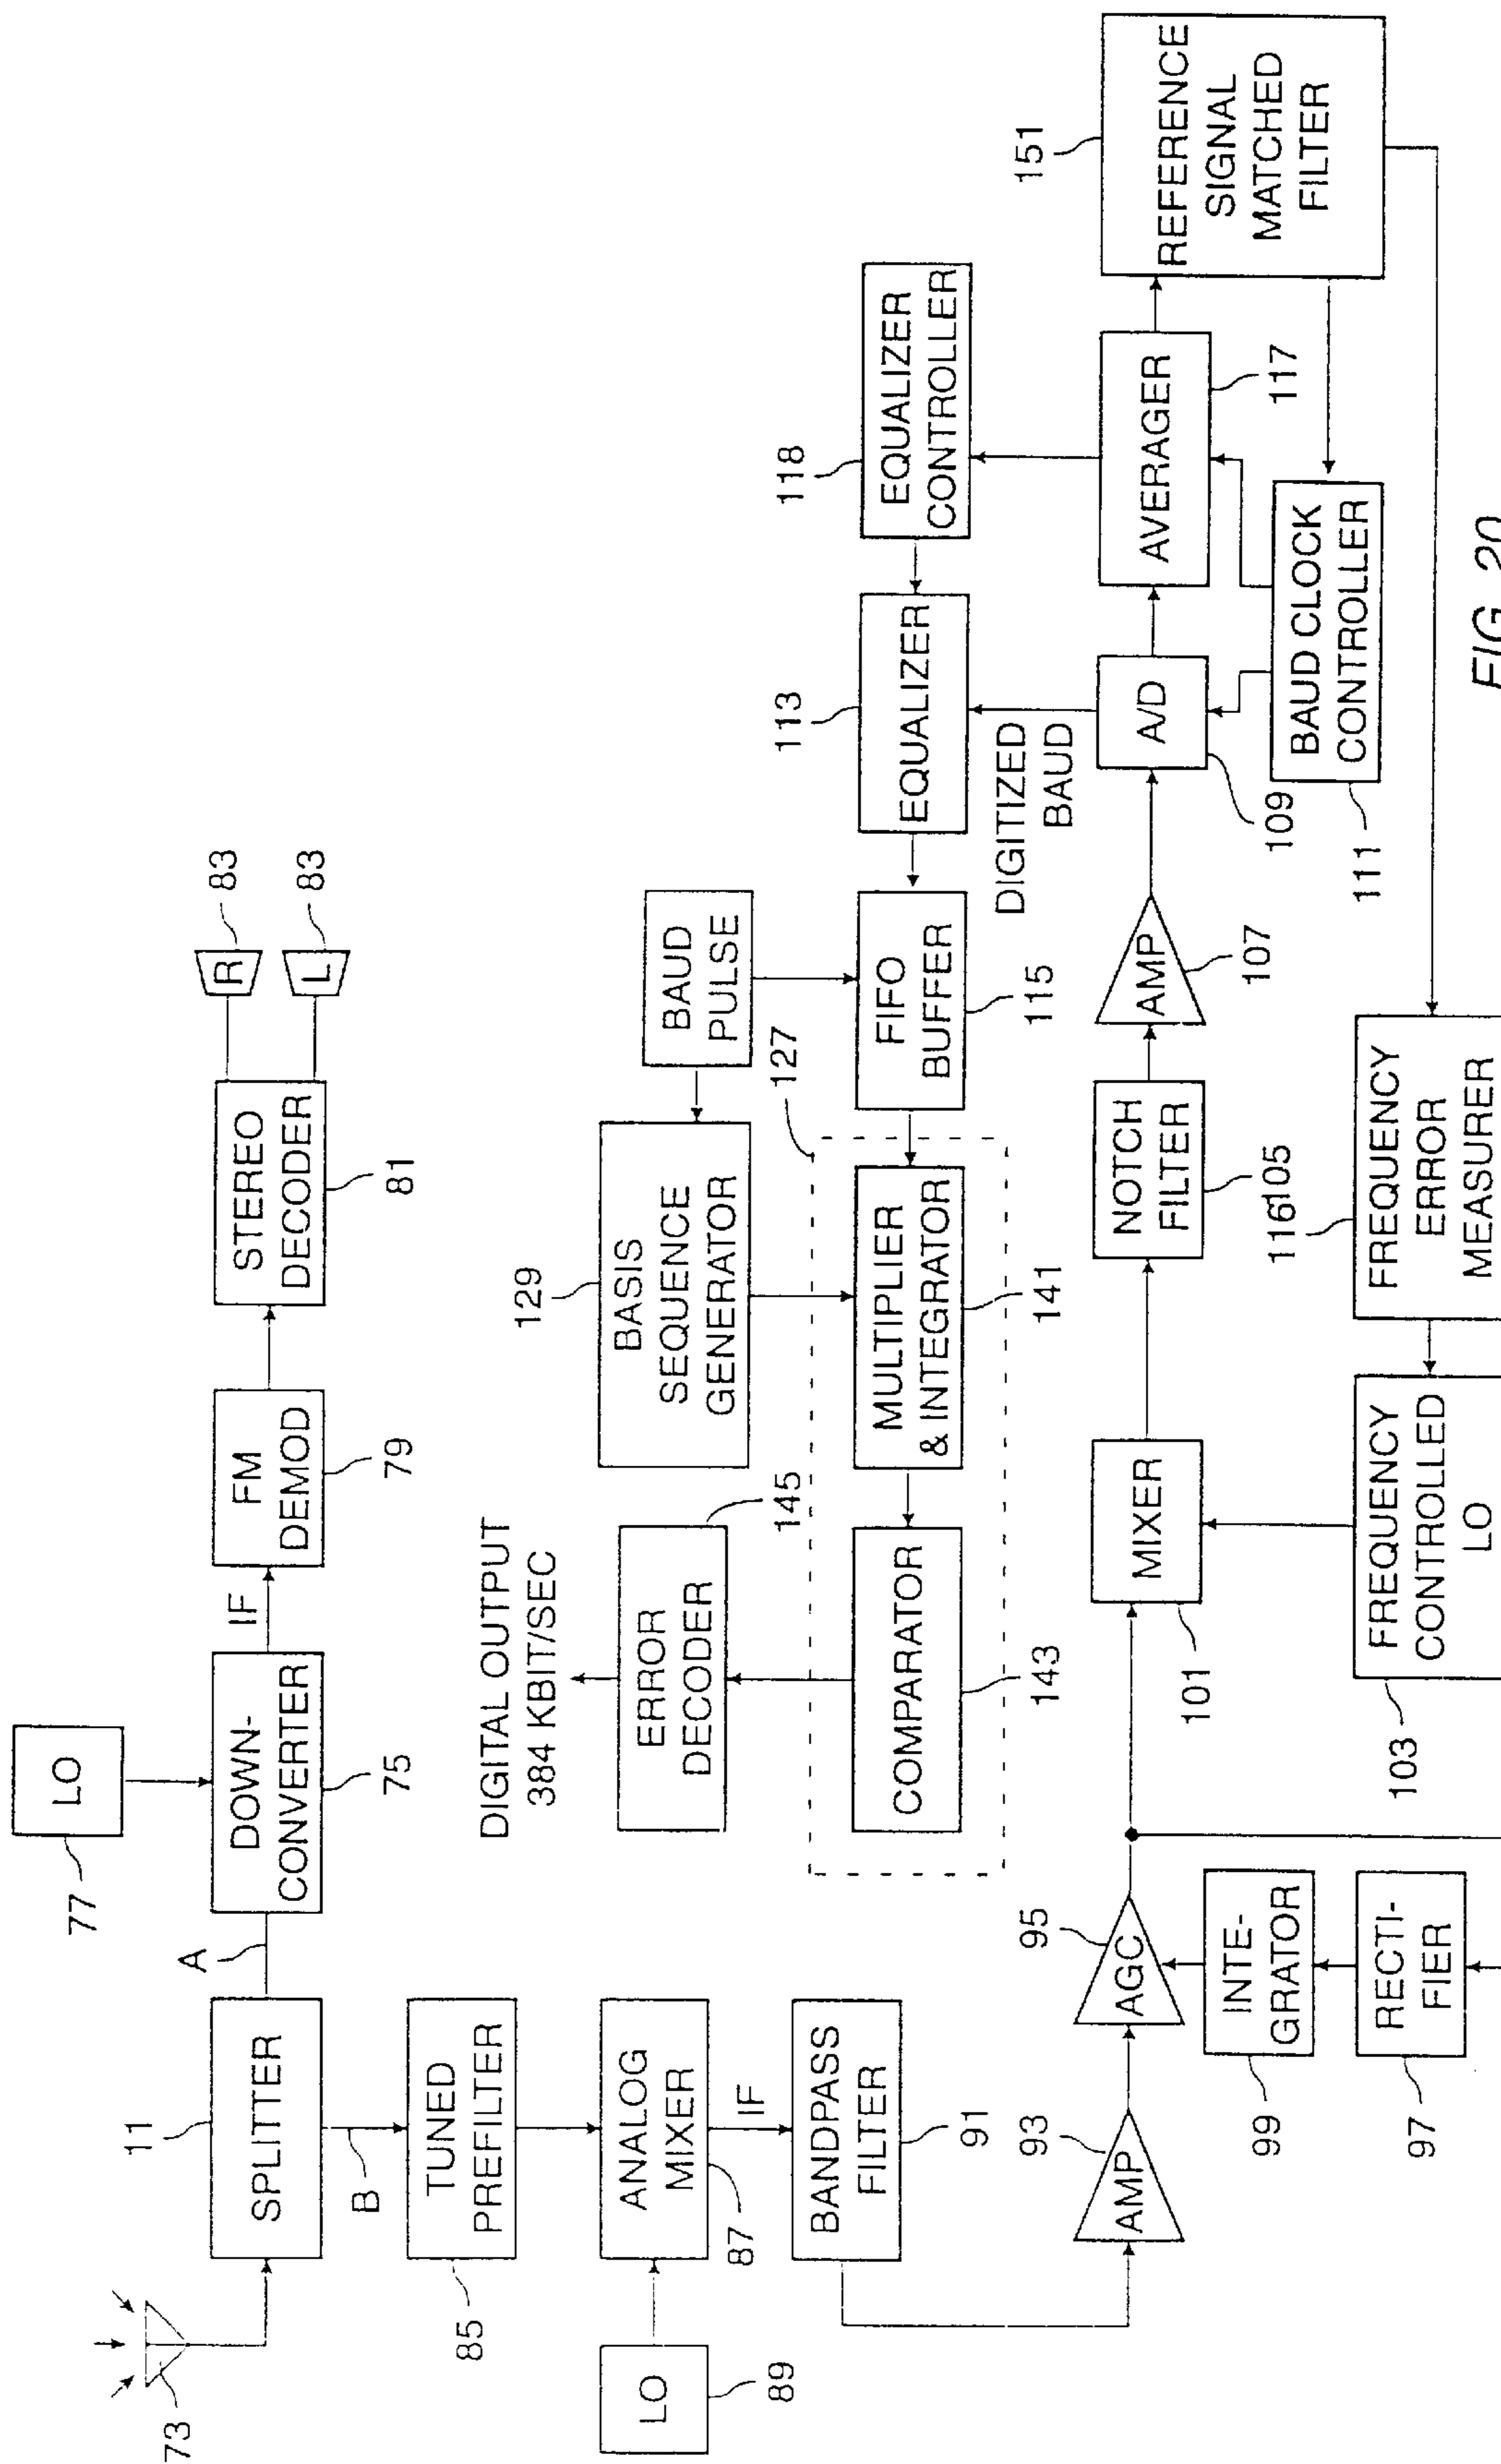 73
11
SPLITTER
A
77
LO
DOWN-
CONVERTER
75
IF
FM
DEMOD
79
STEREO
DECODER
81
R
83
L
83
B
TUNED
PREFILTER
85
ANALOG
MIXER
87
LO
89
IF
BANDPASS
FILTER
91
DIGITAL OUTPUT
384 KBIT/SEC
ERROR
DECODER
145
129
BASIS
SEQUENCE
GENERATOR
BAUD
PULSE
127
COMPARATOR
143
MULTIPLIER
& INTEGRATOR
141
FIFO
BUFFER
115
113
EQUALIZER
118
EQUALIZER
CONTROLLER
DIGITIZED
BAUD
93
AMP
95
AGC
INTE-
GRATOR
99
RECTI-
FIER
97
MIXER
101
NOTCH
FILTER
105
AMP
107
A/D
109
AVERAGER
117
151
REFERENCE
SIGNAL
MATCHED
FILTER
BAUD CLOCK
CONTROLLER
111
103
FREQUENCY
CONTROLLED
LO
116
FREQUENCY
ERROR
MEASURER
FIG. 20